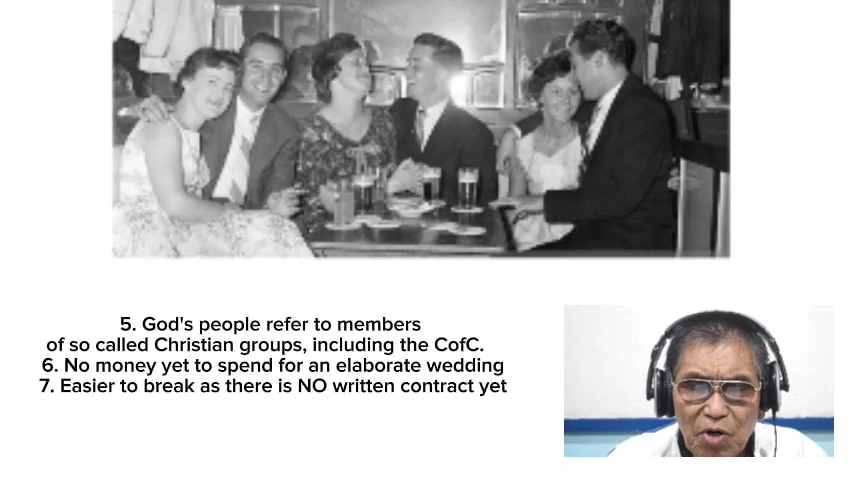 5. God's people refer to members
of so called Christian groups, including the CofC.
6. No money yet to spend for an elaborate wedding
7. Easier to break as there is NO written contract yet